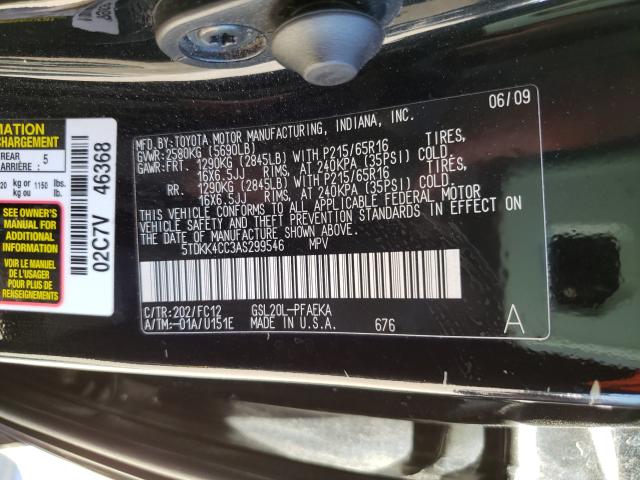 MATION
CHARGEMENT
REAR 5
ARRIÈRE :
20 kg or 1150 lbs.
kg ou lb.
SEE OWNER'S
MANUAL FOR
ADDITIONAL
INFORMATION
VOIR LE MANUEL
DE L'USAGER
POUR PLUS DE
RENSEIGNEMENTS
02C7V 46368
06/09
MFD. BY: TOYOTA MOTOR MANUFACTURING, INDIANA, INC.
GVWR: 2580KG (5690LB)
GAWR: FRT. 1290KG (2845LB) WITH P215/65R16 TIRES,
16X6.5JJ RIMS, AT 240KPA (35PSI) COLD.
RR. 1290KG (2845LB) WITH P215/65R16 TIRES,
16X6.5JJ RIMS, AT 240KPA (35PSI) COLD.
THIS VEHICLE CONFORMS TO ALL APPLICABLE FEDERAL MOTOR
VEHICLE SAFETY AND THEFT PREVENTION STANDARDS IN EFFECT ON
THE DATE OF MANUFACTURE SHOWN ABOVE.
5TDKK4CC3AS299546 MPV
C/TR: 202/FC12 GSL20L-PFAEKA
A/TM: -01A/U151E MADE IN U.S.A. 676 A